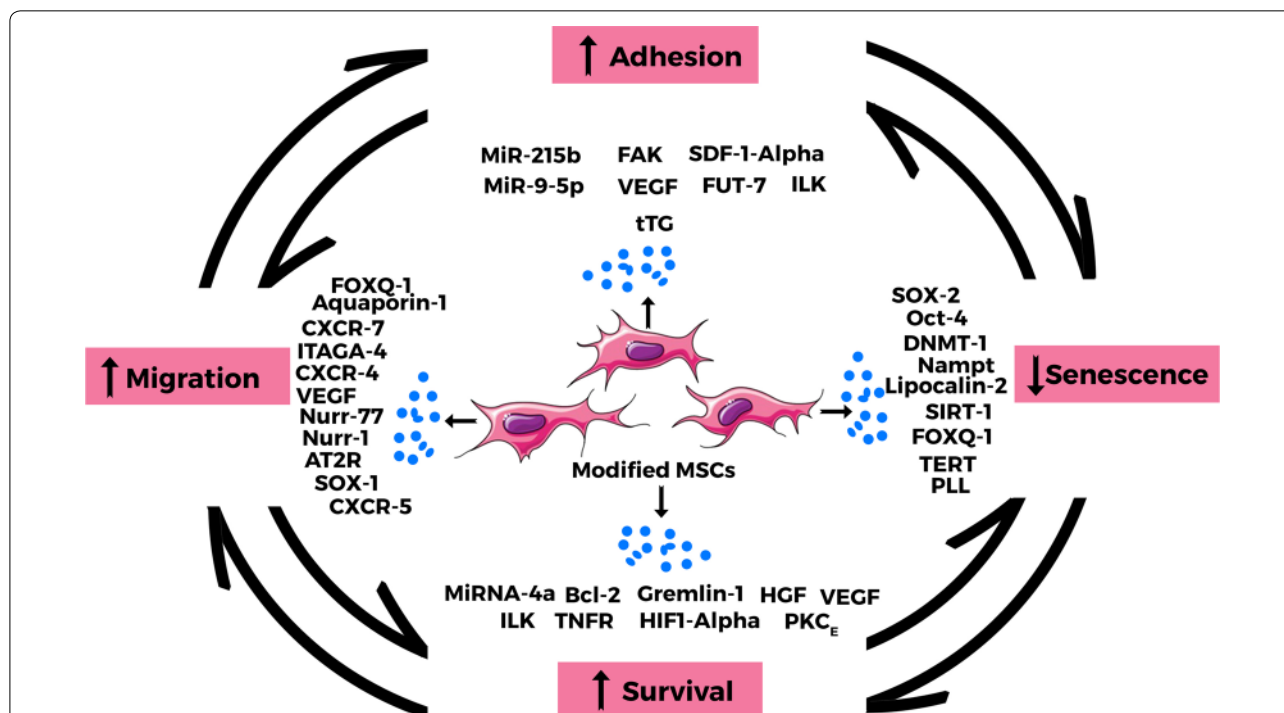 Adhesion
MiR-215b FAK SDF-1-Alpha
MiR-9-5p VEGF FUT-7 ILK
tTG
Migration
FOXQ-1
Aquaporin-1
CXCR-7
ITAGA-4
CXCR-4
VEGF
Nurr-77
Nurr-1
AT2R
SOX-1
CXCR-5
SOX-2
Oct-4
DNMT-1
Nampt
Lipocalin-2
SIRT-1
FOXQ-1
TERT
PLL
Senescence
Modified MSCs
MiRNA-4a Bcl-2 Gremlin-1 HGF VEGF
ILK TNFR HIF1-Alpha PKCE
Survival